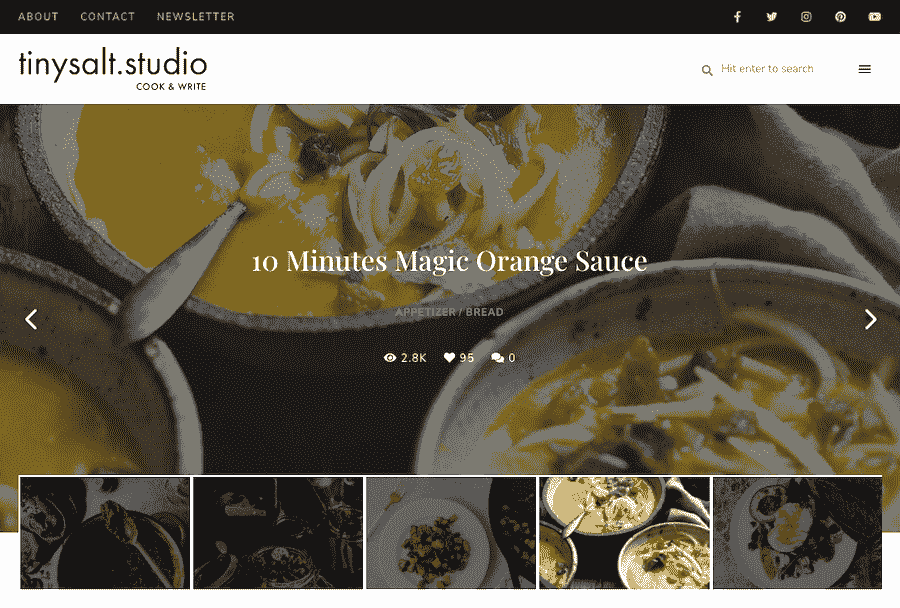 ABOUT CONTACT NEWSLETTER
tinysalt.studio
COOK & WRITE
Hit enter to search
10 Minutes Magic Orange Sauce
APPETIZER / BREAD
2.8K 95 0